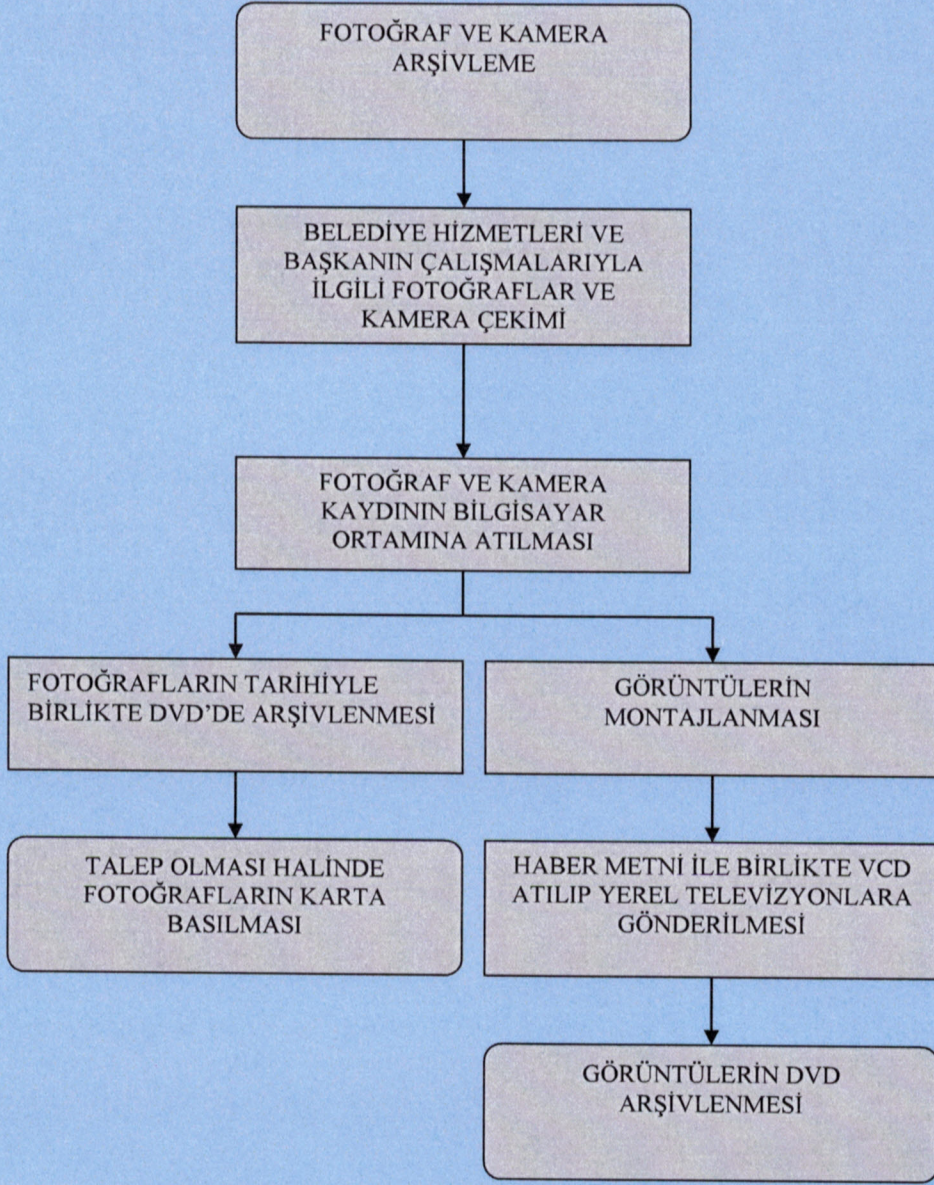 FOTOĞRAF VE KAMERA
ARŞİVLEME
BELEDİYE HİZMETLERİ VE
BAŞKANIN ÇALIŞMALARIYLA
İLGİLİ FOTOĞRAFLAR VE
KAMERA ÇEKİMİ
FOTOĞRAF VE KAMERA
KAYDININ BİLGİSAYAR
ORTAMINA ATILMASI
FOTOĞRAFLARIN TARİHİYLE
BİRLİKTE DVD'DE ARŞİVLENMESİ
TALEP OLMASI HALİNDE
FOTOĞRAFLARIN KARTA
BASILMASI
GÖRÜNTÜLERİN
MONTAJLANMASI
HABER METNİ İLE BİRLİKTE VCD
ATILIP YEREL TELEVİZYONLARA
GÖNDERİLMESİ
GÖRÜNTÜLERİN DVD
ARŞİVLENMESİ